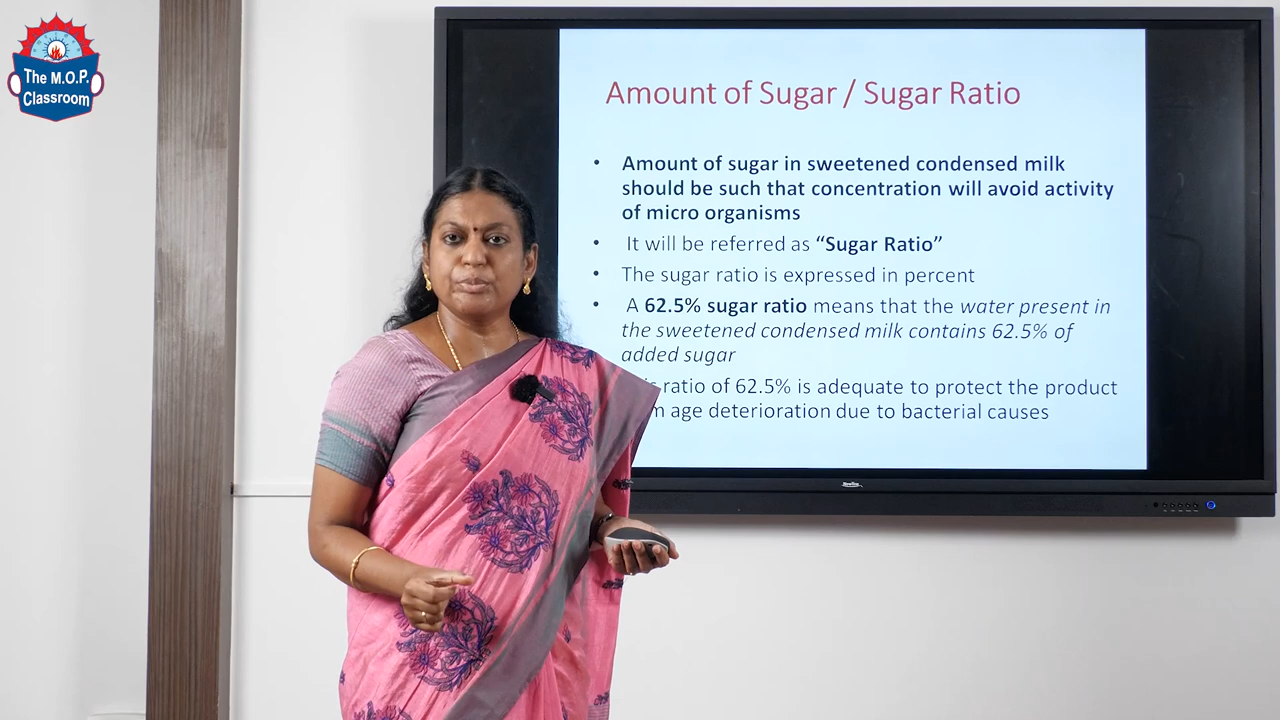 The M.O.P.
Classroom
Amount of Sugar / Sugar Ratio
• Amount of sugar in sweetened condensed milk
should be such that concentration will avoid activity
of micro organisms
• It will be referred as “Sugar Ratio”
• The sugar ratio is expressed in percent
• A 62.5% sugar ratio means that the water present in
the sweetened condensed milk contains 62.5% of
added sugar
ratio of 62.5% is adequate to protect the product
age deterioration due to bacterial causes